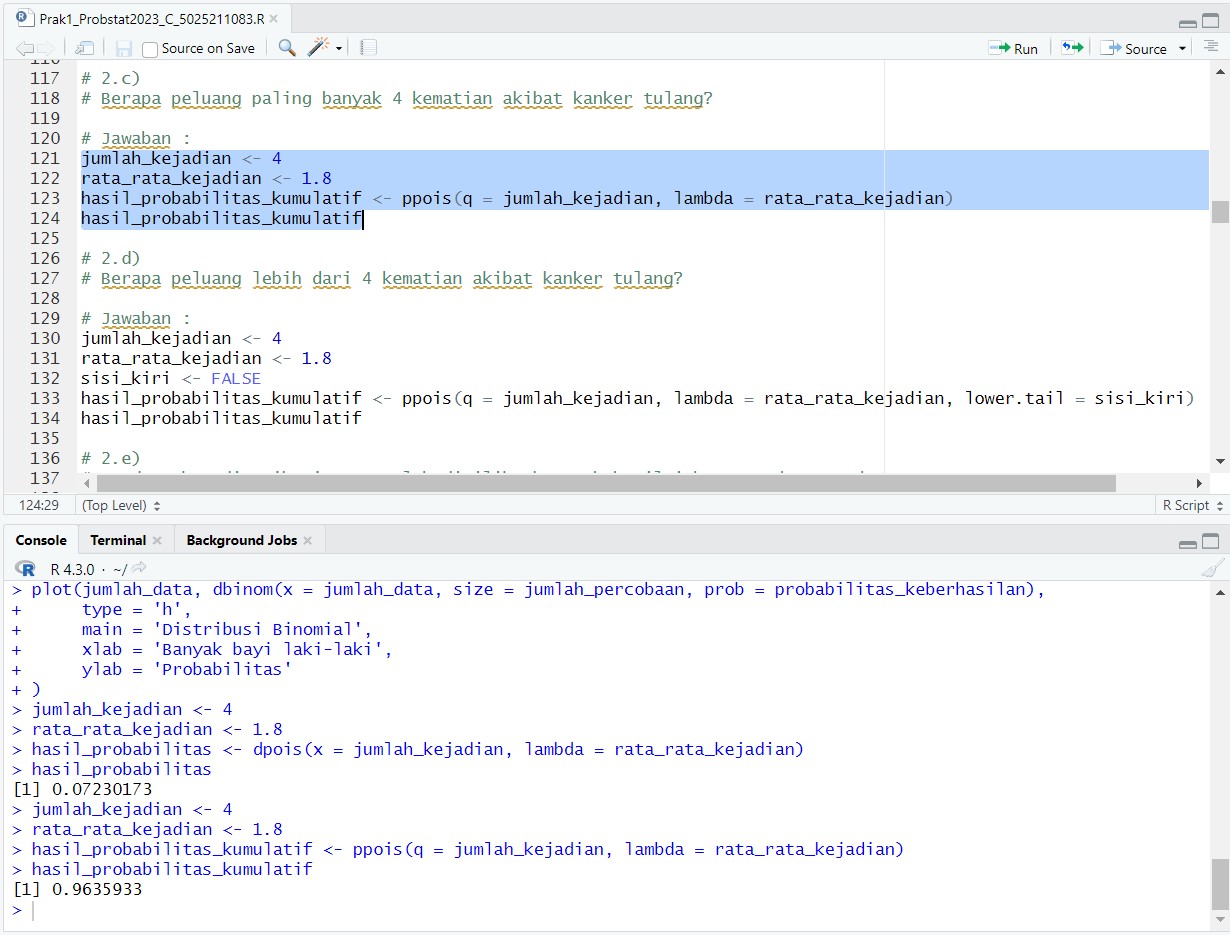 Prak1_Probstat2023_C_5025211083.R
Source on Save
Run
Source
117 # 2.c)
118 # Berapa peluang paling banyak 4 kematian akibat kanker tulang?
119
120 # Jawaban :
121 jumlah_kejadian <- 4
122 rata_rata_kejadian <- 1.8
123 hasil_probabilitas_kumulatif <- ppois(q = jumlah_kejadian, lambda = rata_rata_kejadian)
124 hasil_probabilitas_kumulatif
125
126 # 2.d)
127 # Berapa peluang lebih dari 4 kematian akibat kanker tulang?
128
129 # Jawaban :
130 jumlah_kejadian <- 4
131 rata_rata_kejadian <- 1.8
132 sisi_kiri <- FALSE
133 hasil_probabilitas_kumulatif <- ppois(q = jumlah_kejadian, lambda = rata_rata_kejadian, lower.tail = sisi_kiri)
134 hasil_probabilitas_kumulatif
135
136 # 2.e)
137
124:29 (Top Level) R Script
Console Terminal Background Jobs
R 4.3.0 · ~/
> plot(jumlah_data, dbinom(x = jumlah_data, size = jumlah_percobaan, prob = probabilitas_keberhasilan),
+ type = 'h',
+ main = 'Distribusi Binomial',
+ xlab = 'Banyak bayi laki-laki',
+ ylab = 'Probabilitas'
+ )
> jumlah_kejadian <- 4
> rata_rata_kejadian <- 1.8
> hasil_probabilitas <- dpois(x = jumlah_kejadian, lambda = rata_rata_kejadian)
> hasil_probabilitas
[1] 0.07230173
> jumlah_kejadian <- 4
> rata_rata_kejadian <- 1.8
> hasil_probabilitas_kumulatif <- ppois(q = jumlah_kejadian, lambda = rata_rata_kejadian)
> hasil_probabilitas_kumulatif
[1] 0.9635933
>